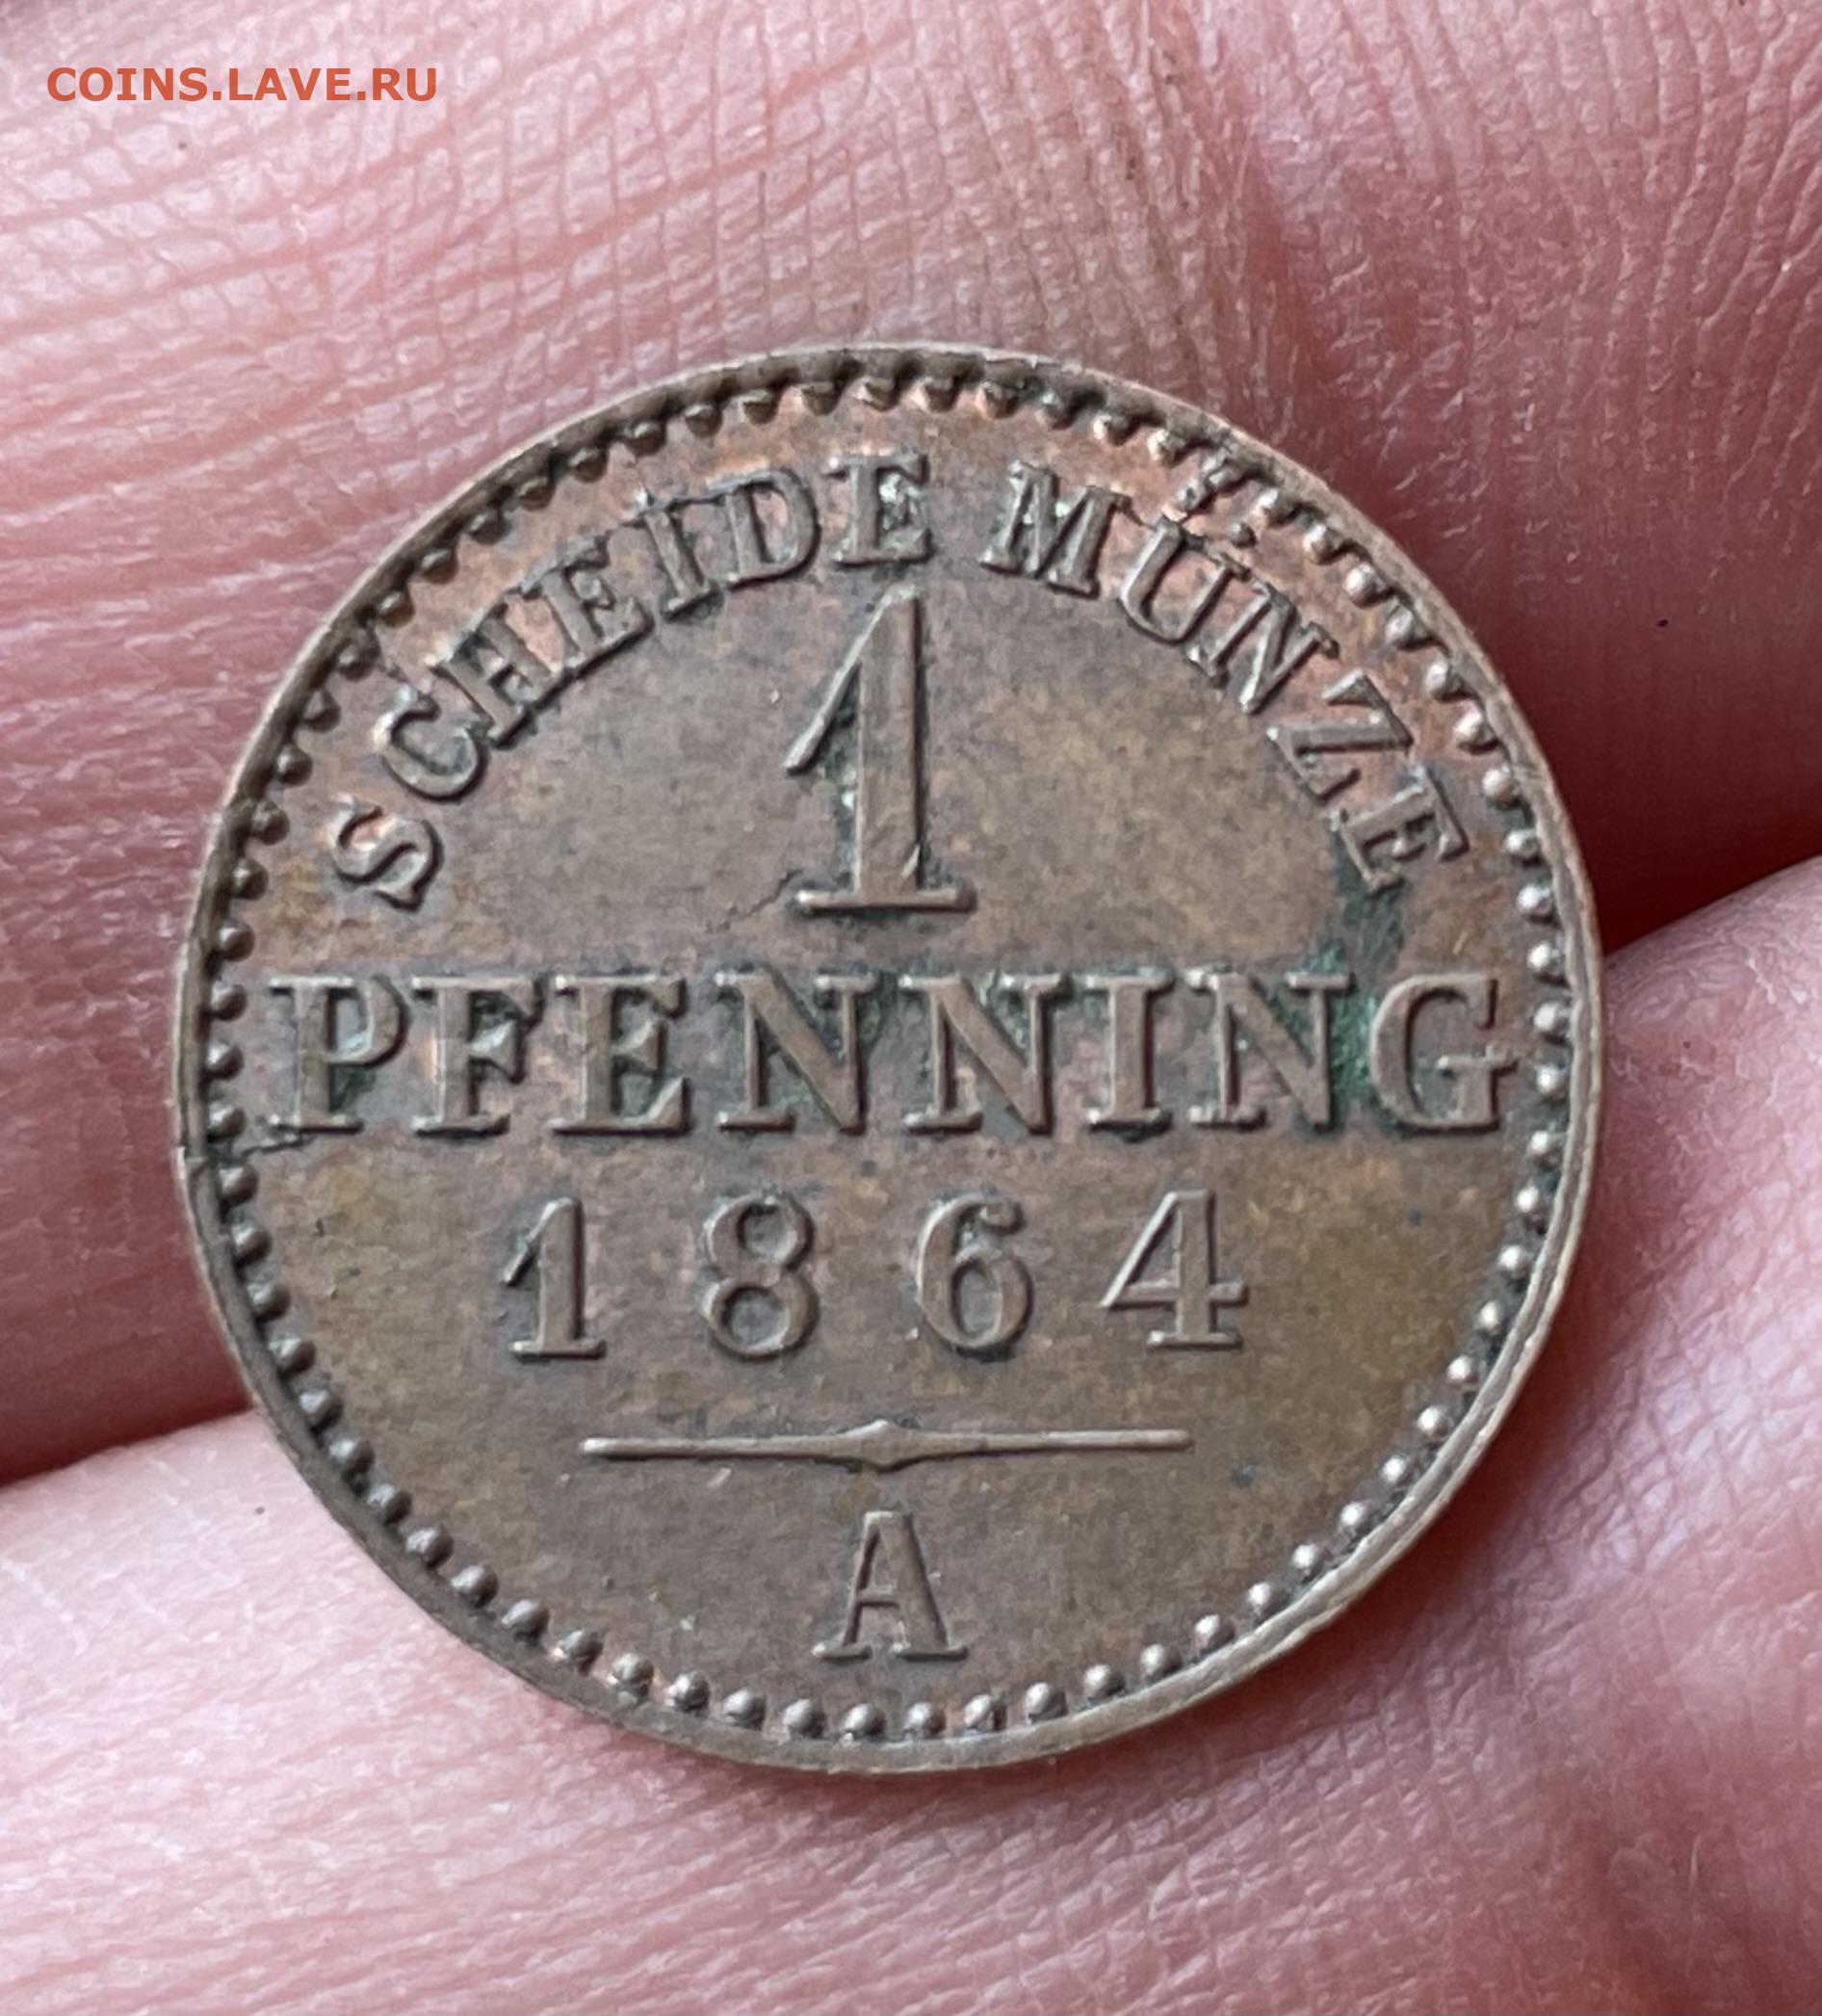 COINS.LAVE.RU
SCHEIDE MÜNZE
1
PFENNING
1864
A